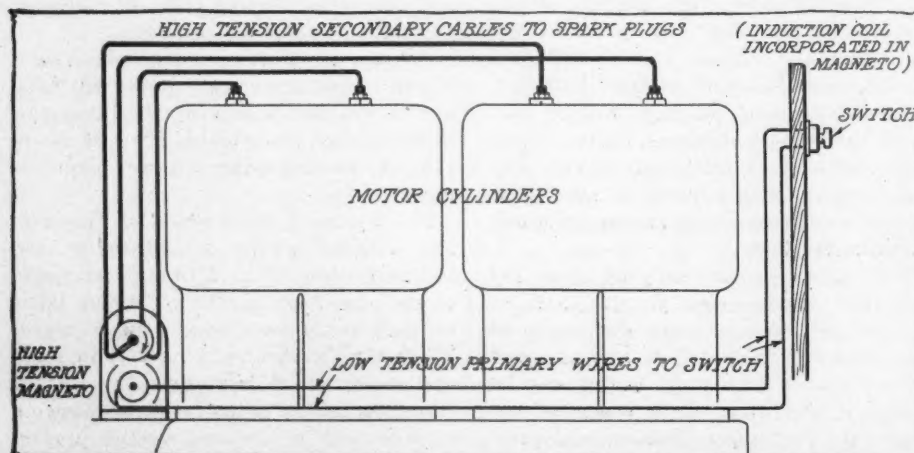 HIGH TENSION SECONDARY CABLES TO SPARK PLUGS
(INDUCTION COIL
INCORPORATED IN
MAGNETO)
SWITCH
MOTOR CYLINDERS
HIGH
TENSION
MAGNETO
LOW TENSION PRIMARY WIRES TO SWITCH